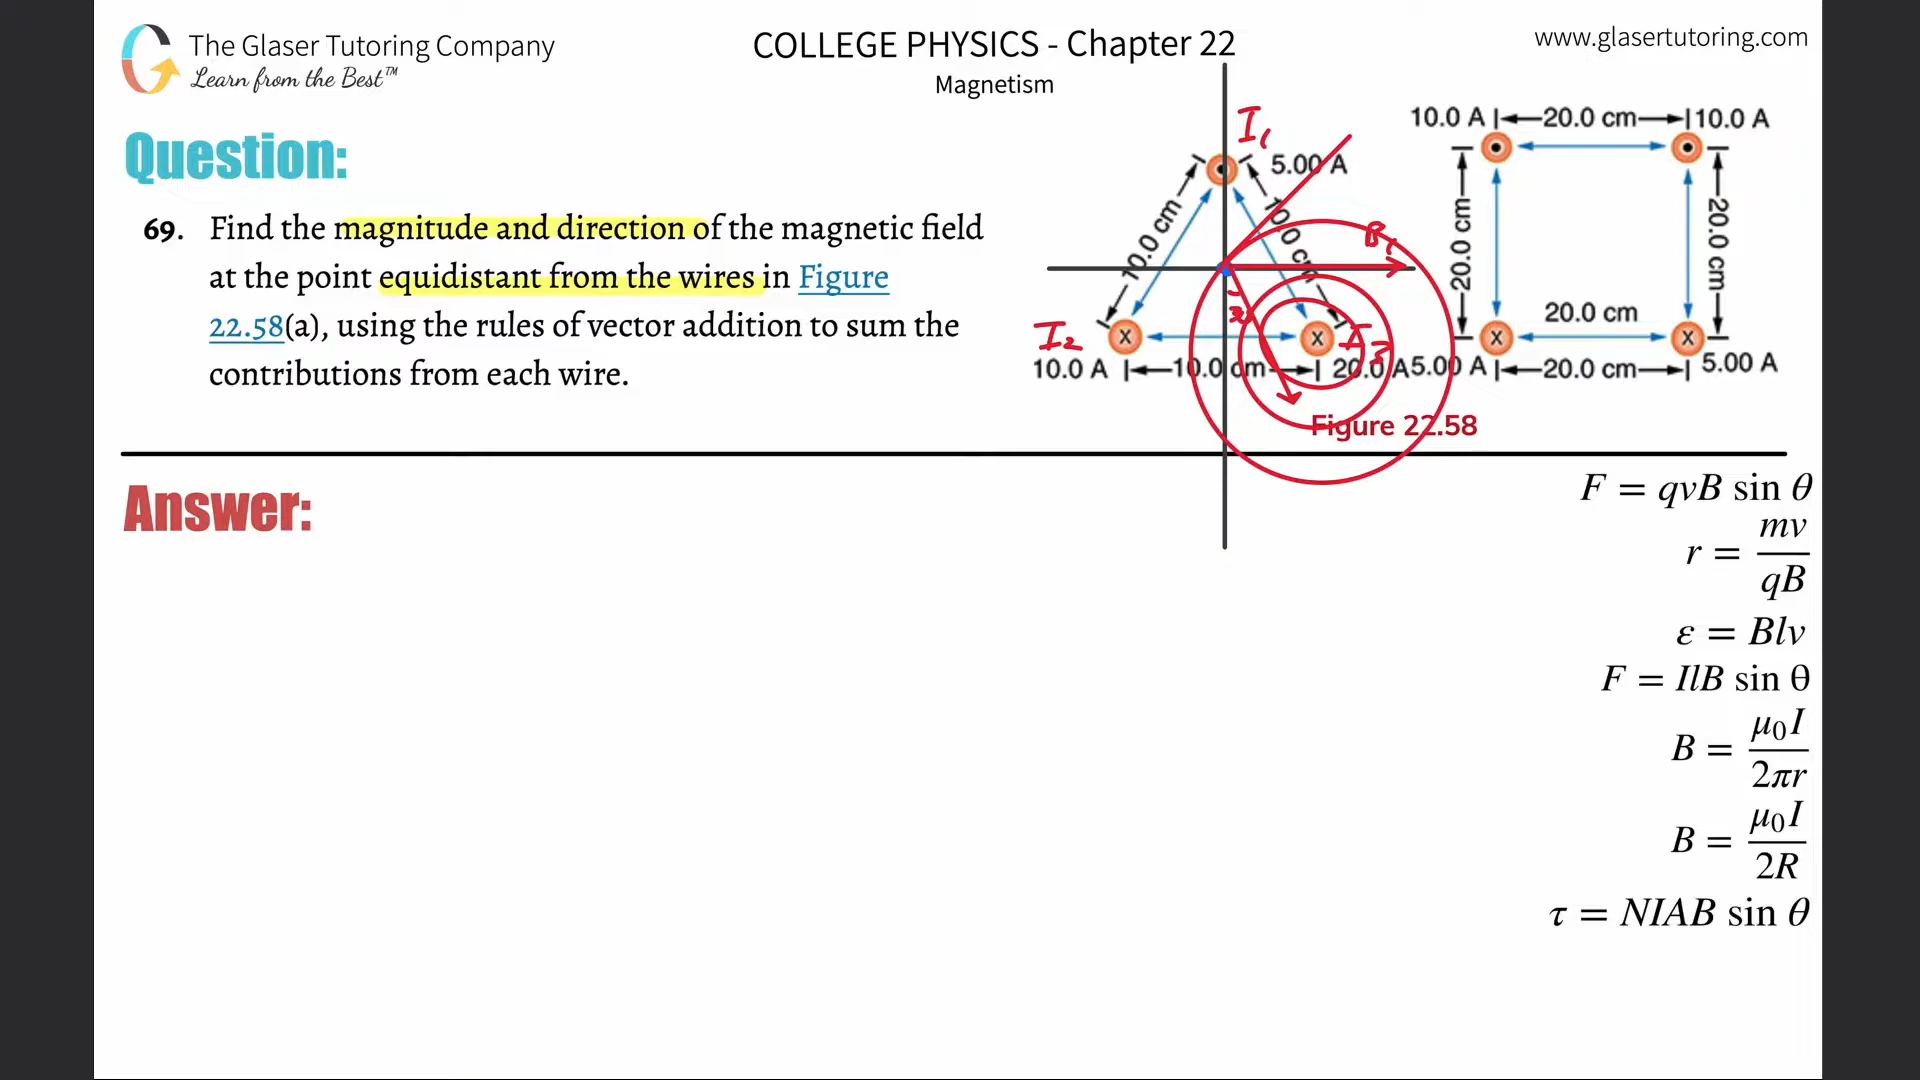 The Glaser Tutoring Company
Learn from the Best™
COLLEGE PHYSICS - Chapter 22
Magnetism
www.glasertutoring.com
Question:
69. Find the magnitude and direction of the magnetic field
at the point equidistant from the wires in Figure
22.58(a), using the rules of vector addition to sum the
contributions from each wire.
I₁
5.00 A
10.0 cm
10.0 cm
B₁
I₂
x
x
I₃
10.0 A
10.0 cm
20.0 A
10.0 A
20.0 cm
10.0 A
20.0 cm
20.0 cm
20.0 cm
x
x
5.00 A
20.0 cm
5.00 A
Figure 22.58
Answer:
F = qvB sin θ
r = mv / qB
ε = Blv
F = IlB sin θ
B = μ₀I / 2πr
B = μ₀I / 2R
τ = NIAB sin θ